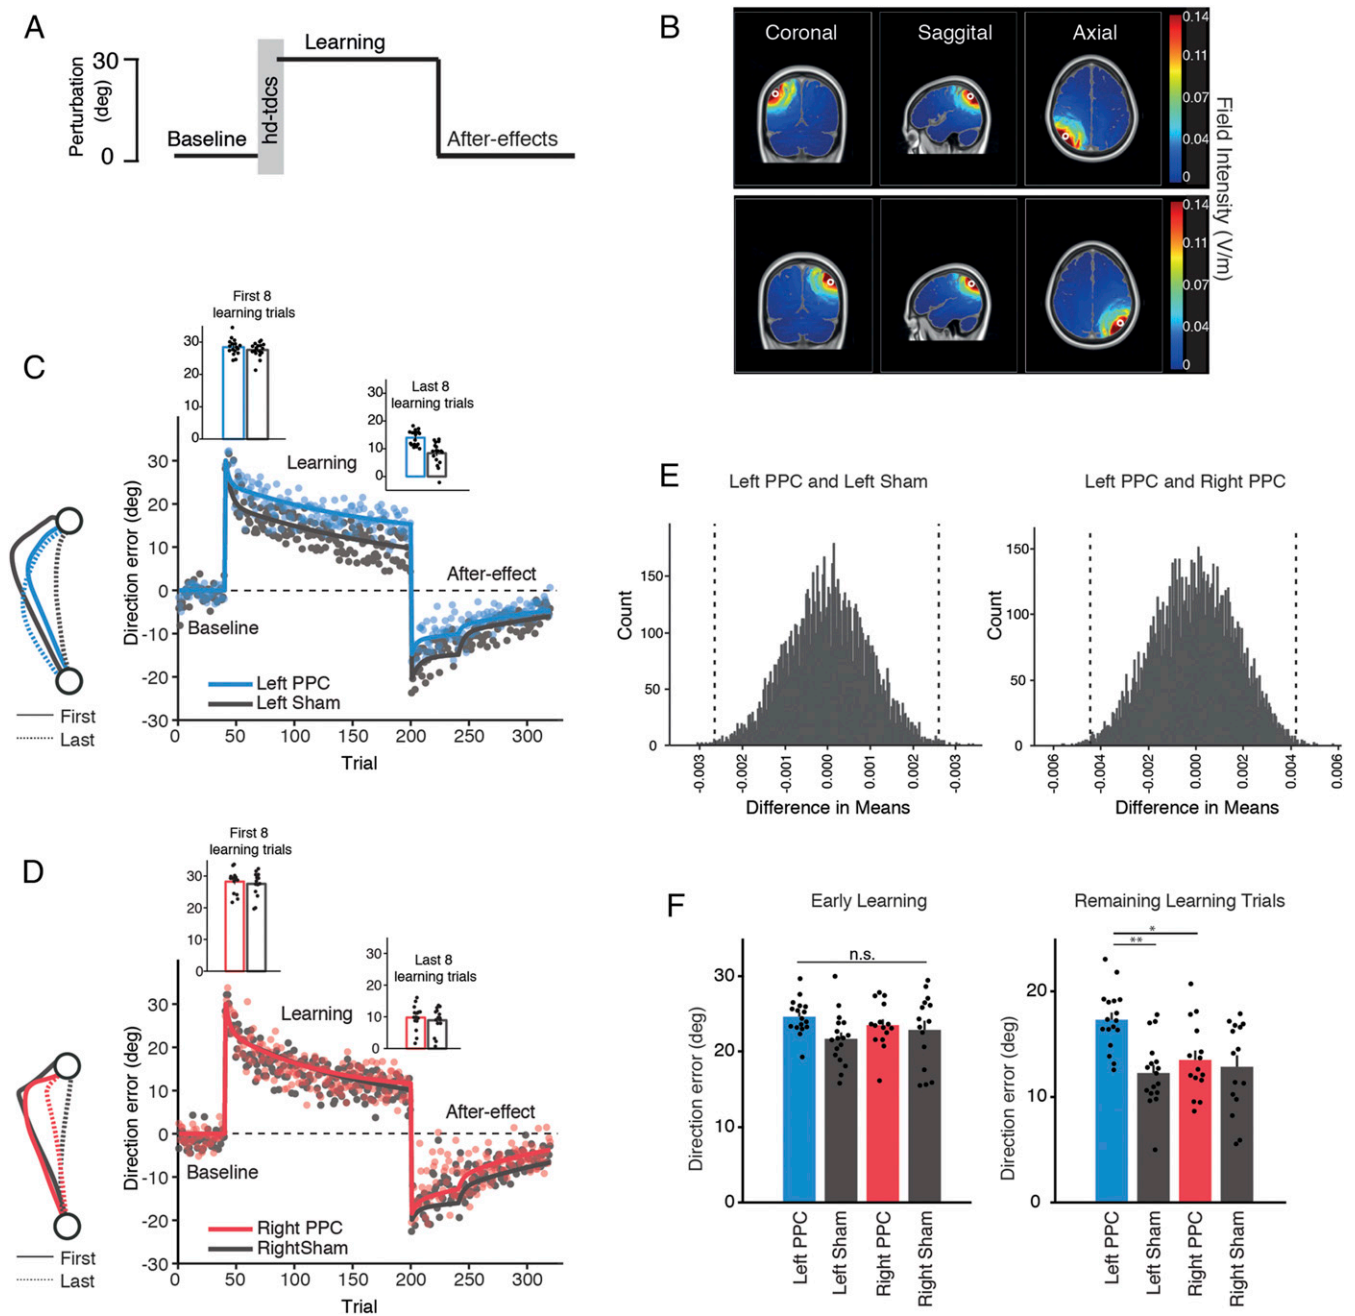 A
Perturbation
(deg)
30
0
Baseline
hd-tdcs
Learning
After-effects
B
Coronal
Saggital
Axial
0.14
0.11
0.07
0.04
0
0.14
0.11
0.07
0.04
0
Field Intensity (V/m)
C
First 8
learning trials
30
20
10
0
Last 8
learning trials
30
20
10
0
Direction error (deg)
30
20
10
0
-10
-20
-30
Learning
After-effect
Baseline
Left PPC
Left Sham
0
50
100
150
200
250
300
Trial
First
Last
D
First 8
learning trials
30
20
10
0
Last 8
learning trials
30
20
10
0
Direction error (deg)
30
20
10
0
-10
-20
-30
Learning
After-effect
Baseline
Right PPC
RightSham
0
50
100
150
200
250
300
Trial
First
Last
E
Left PPC and Left Sham
Count
150
100
50
0
-0.003
-0.002
-0.001
0.000
-0.001
-0.002
-0.003
Difference in Means
Left PPC and Right PPC
Count
150
100
50
0
-0.006
-0.004
-0.002
0.000
0.002
0.004
0.006
Difference in Means
F
Early Learning
n.s.
Direction error (deg)
30
20
10
0
Left PPC
Left Sham
Right PPC
Right Sham
Remaining Learning Trials
*
**
Direction error (deg)
20
10
0
Left PPC
Left Sham
Right PPC
Right Sham